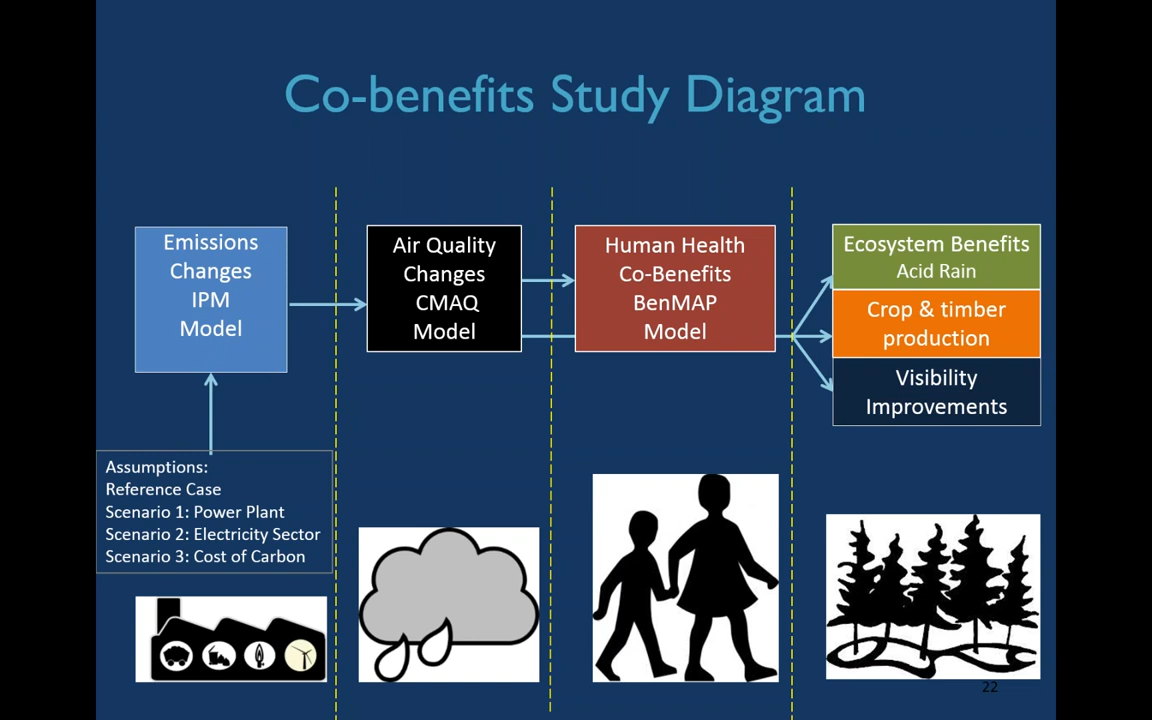 Co-benefits Study Diagram
Emissions
Changes
IPM
Model
Air Quality
Changes
CMAQ
Model
Human Health
Co-Benefits
BenMAP
Model
Ecosystem Benefits
Acid Rain
Crop & timber
production
Visibility
Improvements
Assumptions:
Reference Case
Scenario 1: Power Plant
Scenario 2: Electricity Sector
Scenario 3: Cost of Carbon
22